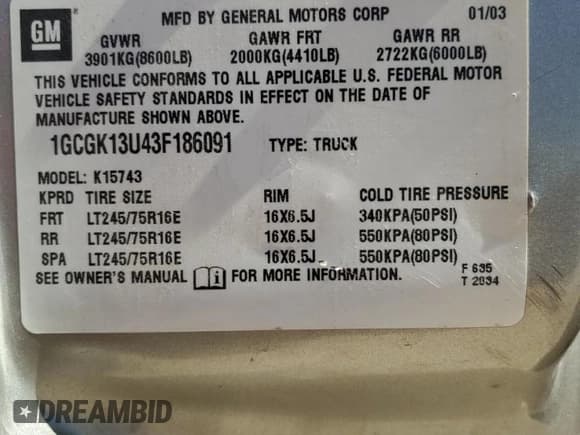 GM
MFD BY GENERAL MOTORS CORP 01/03
GVWR GAWR FRT GAWR RR
3901KG(8600LB) 2000KG(4410LB) 2722KG(6000LB)
THIS VEHICLE CONFORMS TO ALL APPLICABLE U.S. FEDERAL MOTOR
VEHICLE SAFETY STANDARDS IN EFFECT ON THE DATE OF
MANUFACTURE SHOWN ABOVE.
1GCGK13U43F186091 TYPE: TRUCK
MODEL: K15743
KPRD TIRE SIZE RIM COLD TIRE PRESSURE
FRT LT245/75R16E 16X6.5J 340KPA(50PSI)
RR LT245/75R16E 16X6.5J 550KPA(80PSI)
SPA LT245/75R16E 16X6.5J 550KPA(80PSI)
SEE OWNER'S MANUAL FOR MORE INFORMATION.
F 635
T 2934
DREAMBID